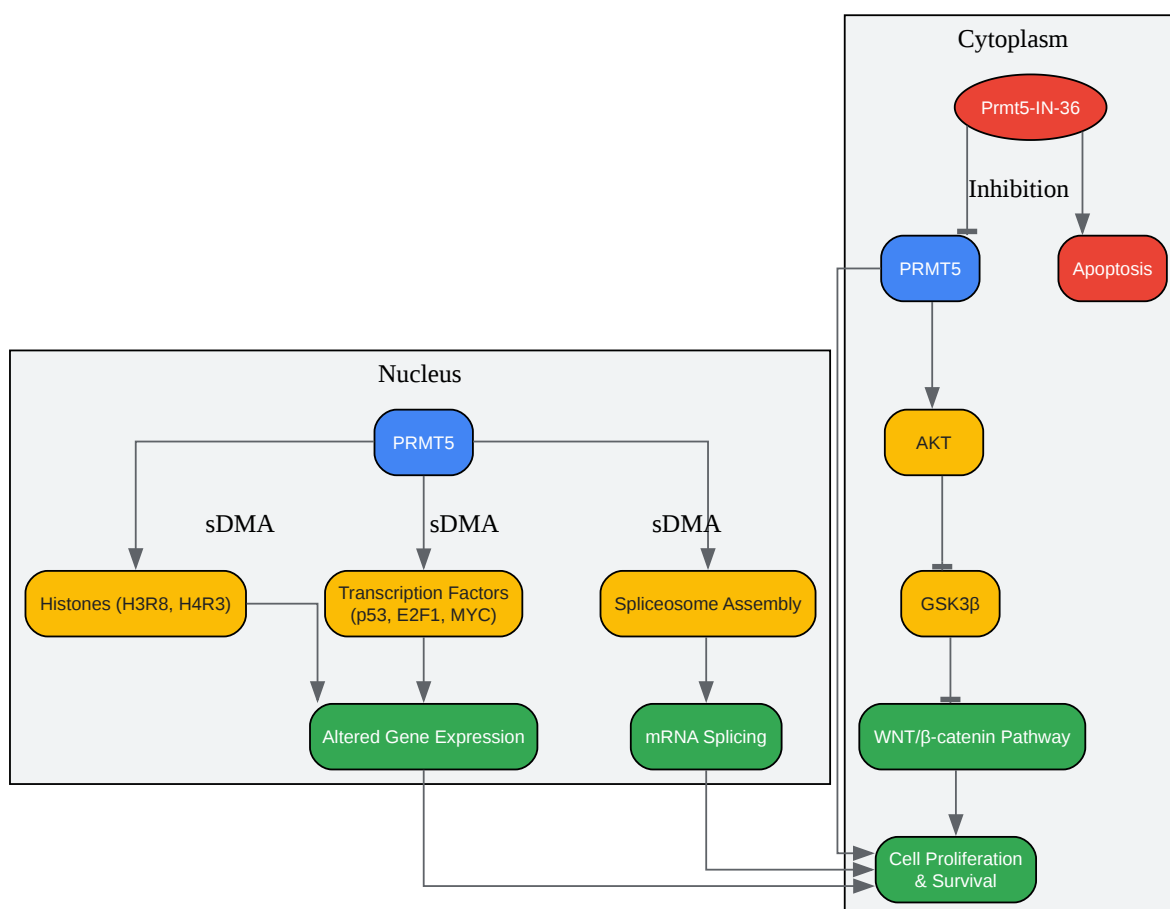 Cytoplasm
Prmt5-IN-36
Inhibition
PRMT5
Apoptosis
Nucleus
PRMT5
AKT
sDMA
sDMA
sDMA
Histones (H3R8, H4R3)
Transcription Factors
(p53, E2F1, MYC)
Spliceosome Assembly
GSK3β
Altered Gene Expression
mRNA Splicing
WNT/β-catenin Pathway
Cell Proliferation
& Survival